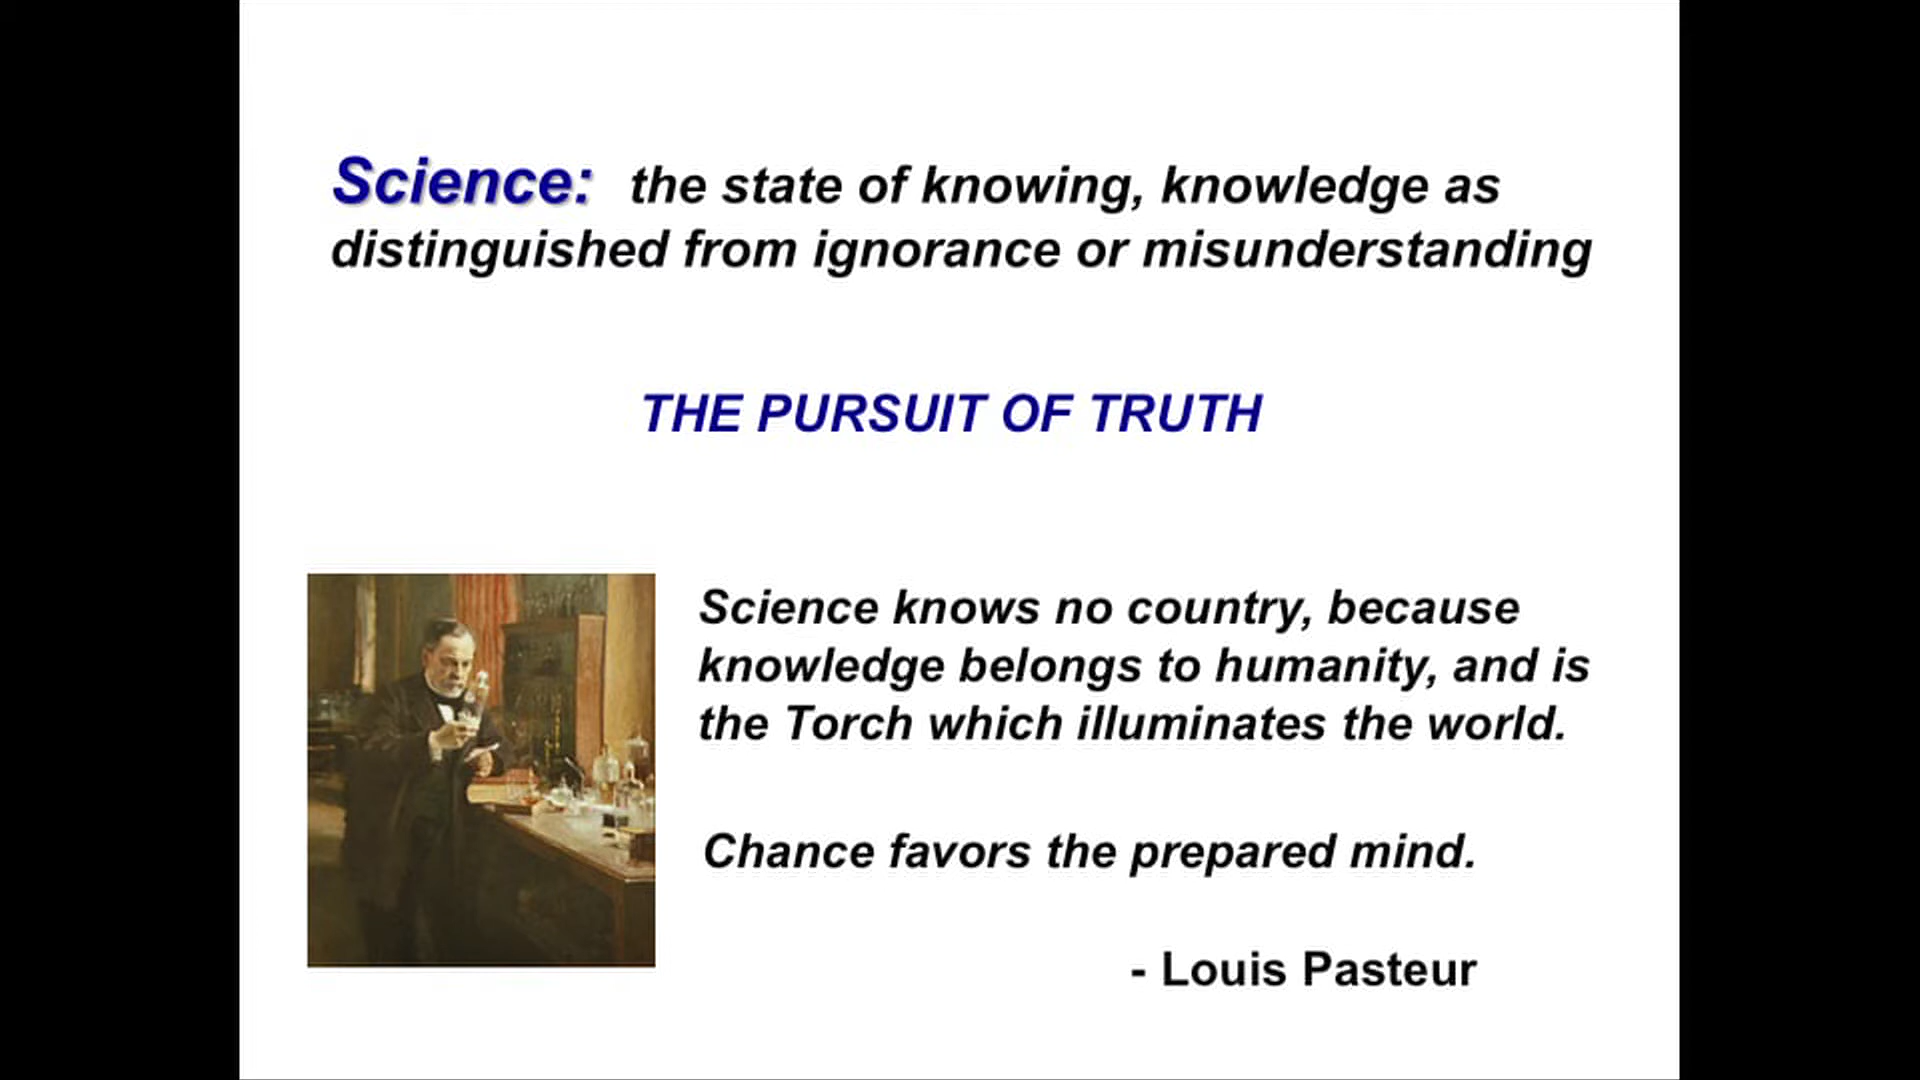 Science: the state of knowing, knowledge as
distinguished from ignorance or misunderstanding
THE PURSUIT OF TRUTH
Science knows no country, because
knowledge belongs to humanity, and is
the Torch which illuminates the world.
Chance favors the prepared mind.
- Louis Pasteur